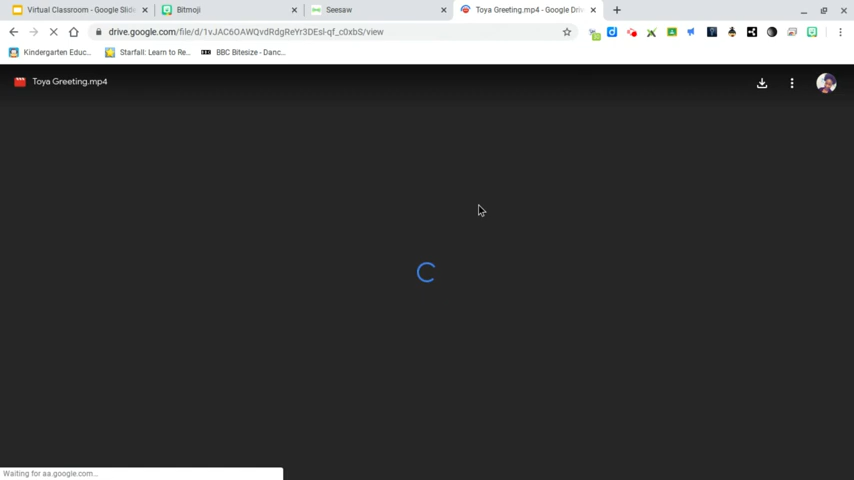 Virtual Classroom - Google Slide
Bitmoji
Seesaw
Toya Greeting.mp4 - Google Driv
drive.google.com/file/d/1vJAC6OAWQvdRdgReYr3DEsl-qf_c0xbS/view
Kindergarten Educ...
Starfall: Learn to Re...
BBC Bitesize - Danc...
Toya Greeting.mp4
Waiting for aa.google.com...